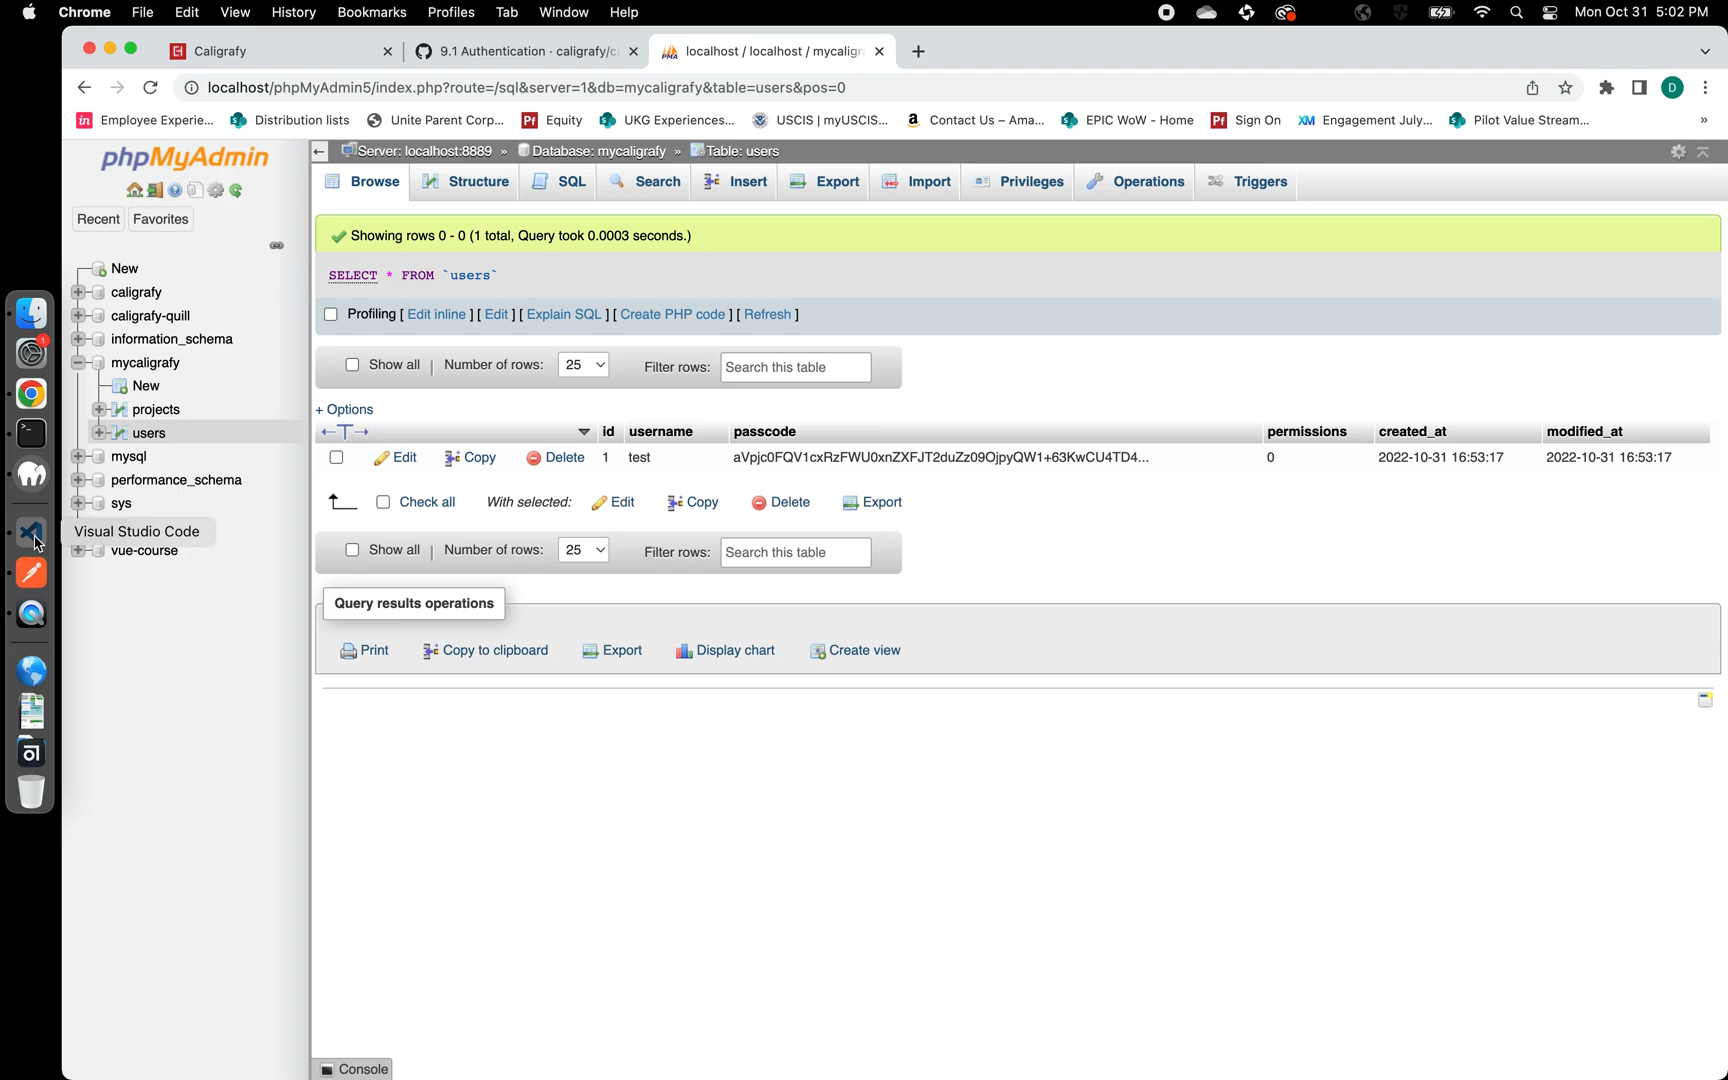 Chrome File Edit View History Bookmarks Profiles Tab Window Help Mon Oct 31 5:02 PM
Caligrafy 9.1 Authentication · caligrafy/c localhost / localhost / mycaligra
localhost/phpMyAdmin5/index.php?route=/sql&server=1&db=mycaligrafy&table=users&pos=0 D
in Employee Experie... Distribution lists Unite Parent Corp... Pf Equity UKG Experiences... USCIS | myUSCIS... a Contact Us – Ama... EPIC WoW - Home Pf Sign On XM Engagement July... Pilot Value Stream... »
phpMyAdmin
Recent Favorites
New
caligrafy
caligrafy-quill
information_schema
mycaligrafy
New
projects
users
mysql
performance_schema
sys
Visual Studio Code
vue-course
Server: localhost:8889 » Database: mycaligrafy » Table: users
Browse Structure SQL Search Insert Export Import Privileges Operations Triggers
Showing rows 0 - 0 (1 total, Query took 0.0003 seconds.)
SELECT * FROM `users`
Profiling [ Edit inline ] [ Edit ] [ Explain SQL ] [ Create PHP code ] [ Refresh ]
Show all | Number of rows: 25 Filter rows: Search this table
+ Options
←T→ id username passcode permissions created_at modified_at
Edit Copy Delete 1 test aVpjc0FQV1cxRzFWU0xnZXFJT2duZz09OjpyQW1+63KwCU4TD4... 0 2022-10-31 16:53:17 2022-10-31 16:53:17
Check all With selected: Edit Copy Delete Export
Show all | Number of rows: 25 Filter rows: Search this table
Query results operations
Print Copy to clipboard Export Display chart Create view
Console